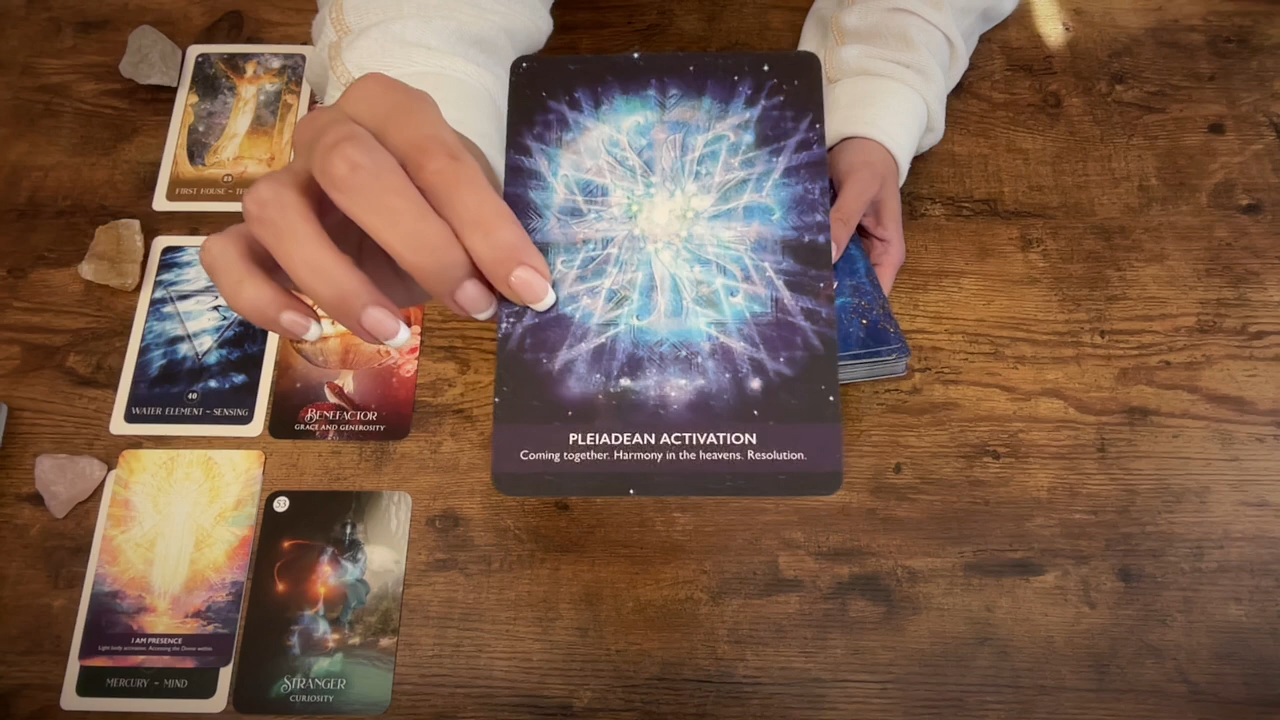 23
FIRST HOUSE ~
40
WATER ELEMENT ~ SENSING
BENEFACTOR
GRACE AND GENEROSITY
PLEIADEAN ACTIVATION
Coming together. Harmony in the heavens. Resolution.
I AM PRESENCE
Light body activation. Accessing the Divine within.
MERCURY ~ MIND
53
STRANGER
CURIOSITY